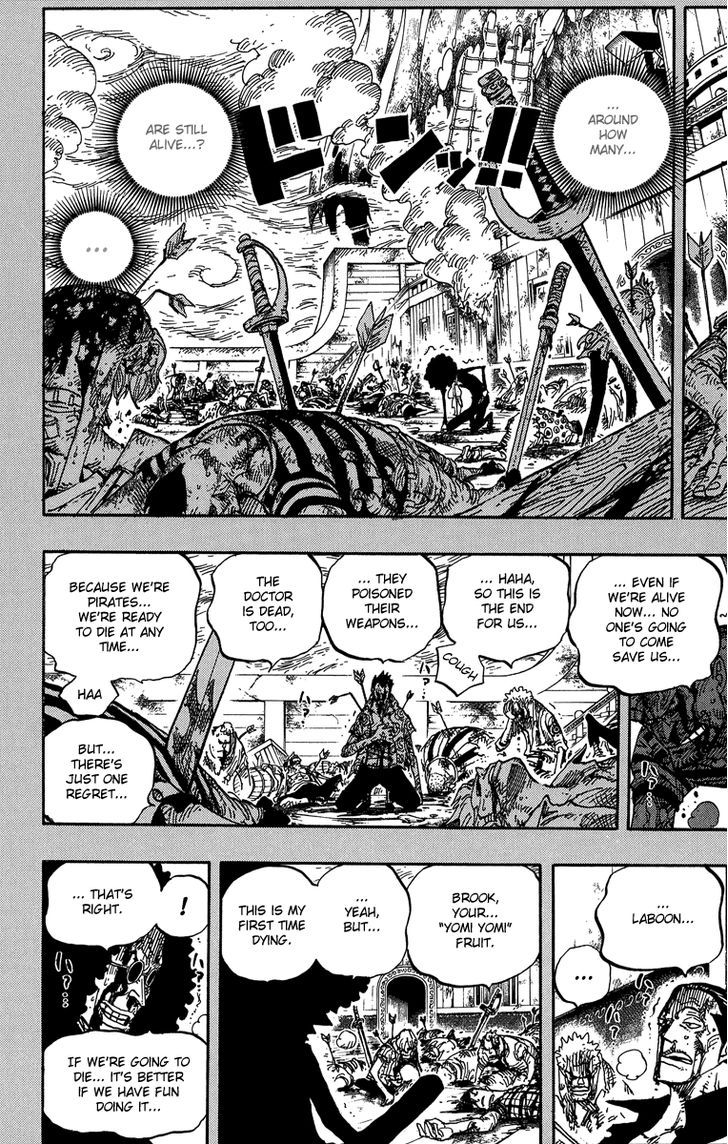 ...
AROUND
HOW
MANY...
ドンッ!!
ARE STILL
ALIVE...?
...
... EVEN IF
WE'RE ALIVE
NOW... NO
ONE'S GOING
TO COME
SAVE US...
... HAHA,
SO THIS IS
THE END
FOR US...
COUGH
... THEY
POISONED
THEIR
WEAPONS...
THE
DOCTOR
IS DEAD,
TOO...
BECAUSE WE'RE
PIRATES...
WE'RE READY
TO DIE AT ANY
TIME...
HAA
BUT...
THERE'S
JUST ONE
REGRET...
...
LABOON...
...
BROOK,
YOUR...
"YOMI YOMI"
FRUIT.
...
YEAH,
BUT...
THIS IS MY
FIRST TIME
DYING.
!
... THAT'S
RIGHT.
IF WE'RE GOING TO
DIE... IT'S BETTER
IF WE HAVE FUN
DOING IT...